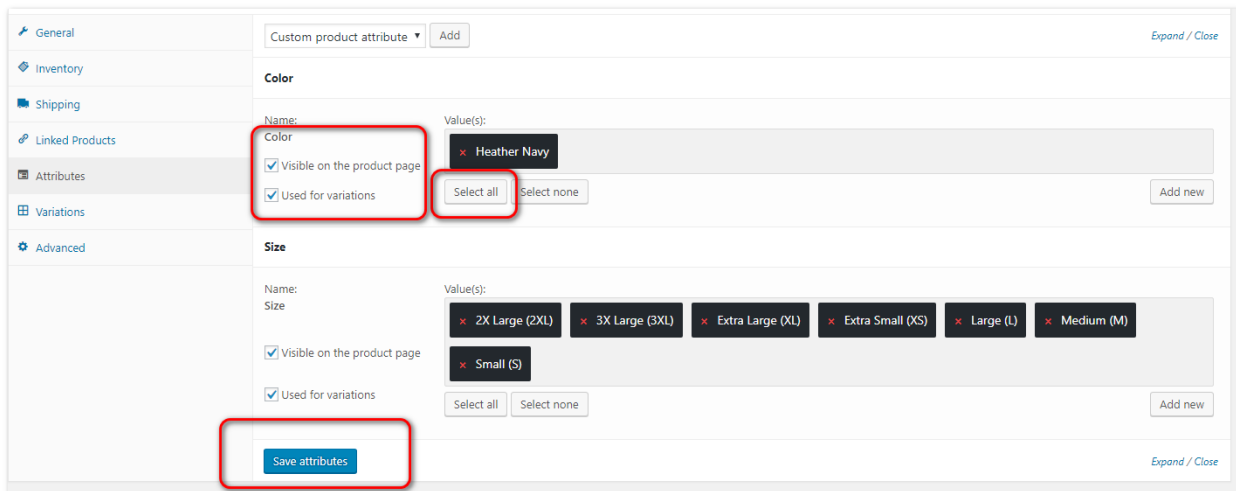 General
Inventory
Shipping
Linked Products
Attributes
Variations
Advanced
Custom product attribute Add Expand / Close
Color
Name: Value(s):
Color
× Heather Navy
Visible on the product page
Used for variations
Select all Select none Add new
Size
Name: Value(s):
Size
× 2X Large (2XL) × 3X Large (3XL) × Extra Large (XL) × Extra Small (XS) × Large (L) × Medium (M)
Visible on the product page
× Small (S)
Used for variations
Select all Select none Add new
Save attributes Expand / Close